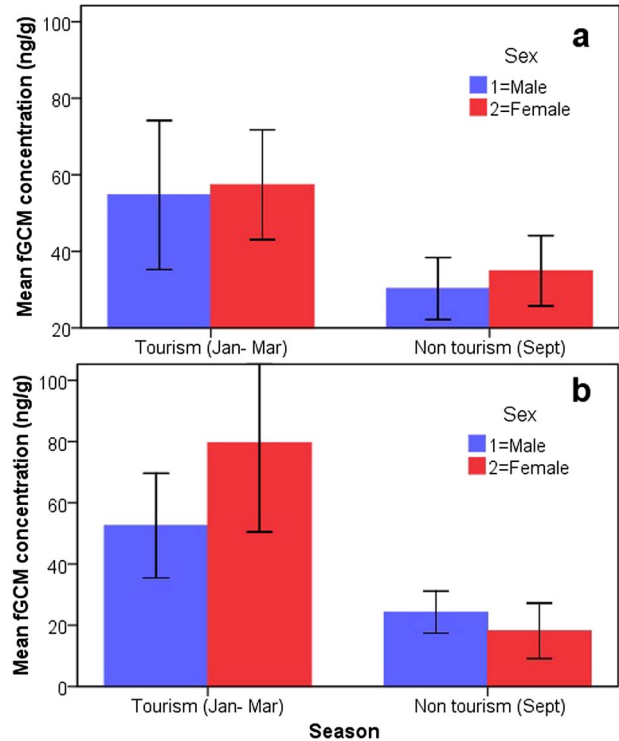 a
Mean fGCM concentration (ng/g)
100
80
60
40
20
Sex
1=Male
2=Female
Tourism (Jan- Mar)
Non tourism (Sept)
b
Mean fGCM concentration (ng/g)
100
80
60
40
20
0
Sex
1=Male
2=Female
Tourism (Jan- Mar)
Non tourism (Sept)
Season